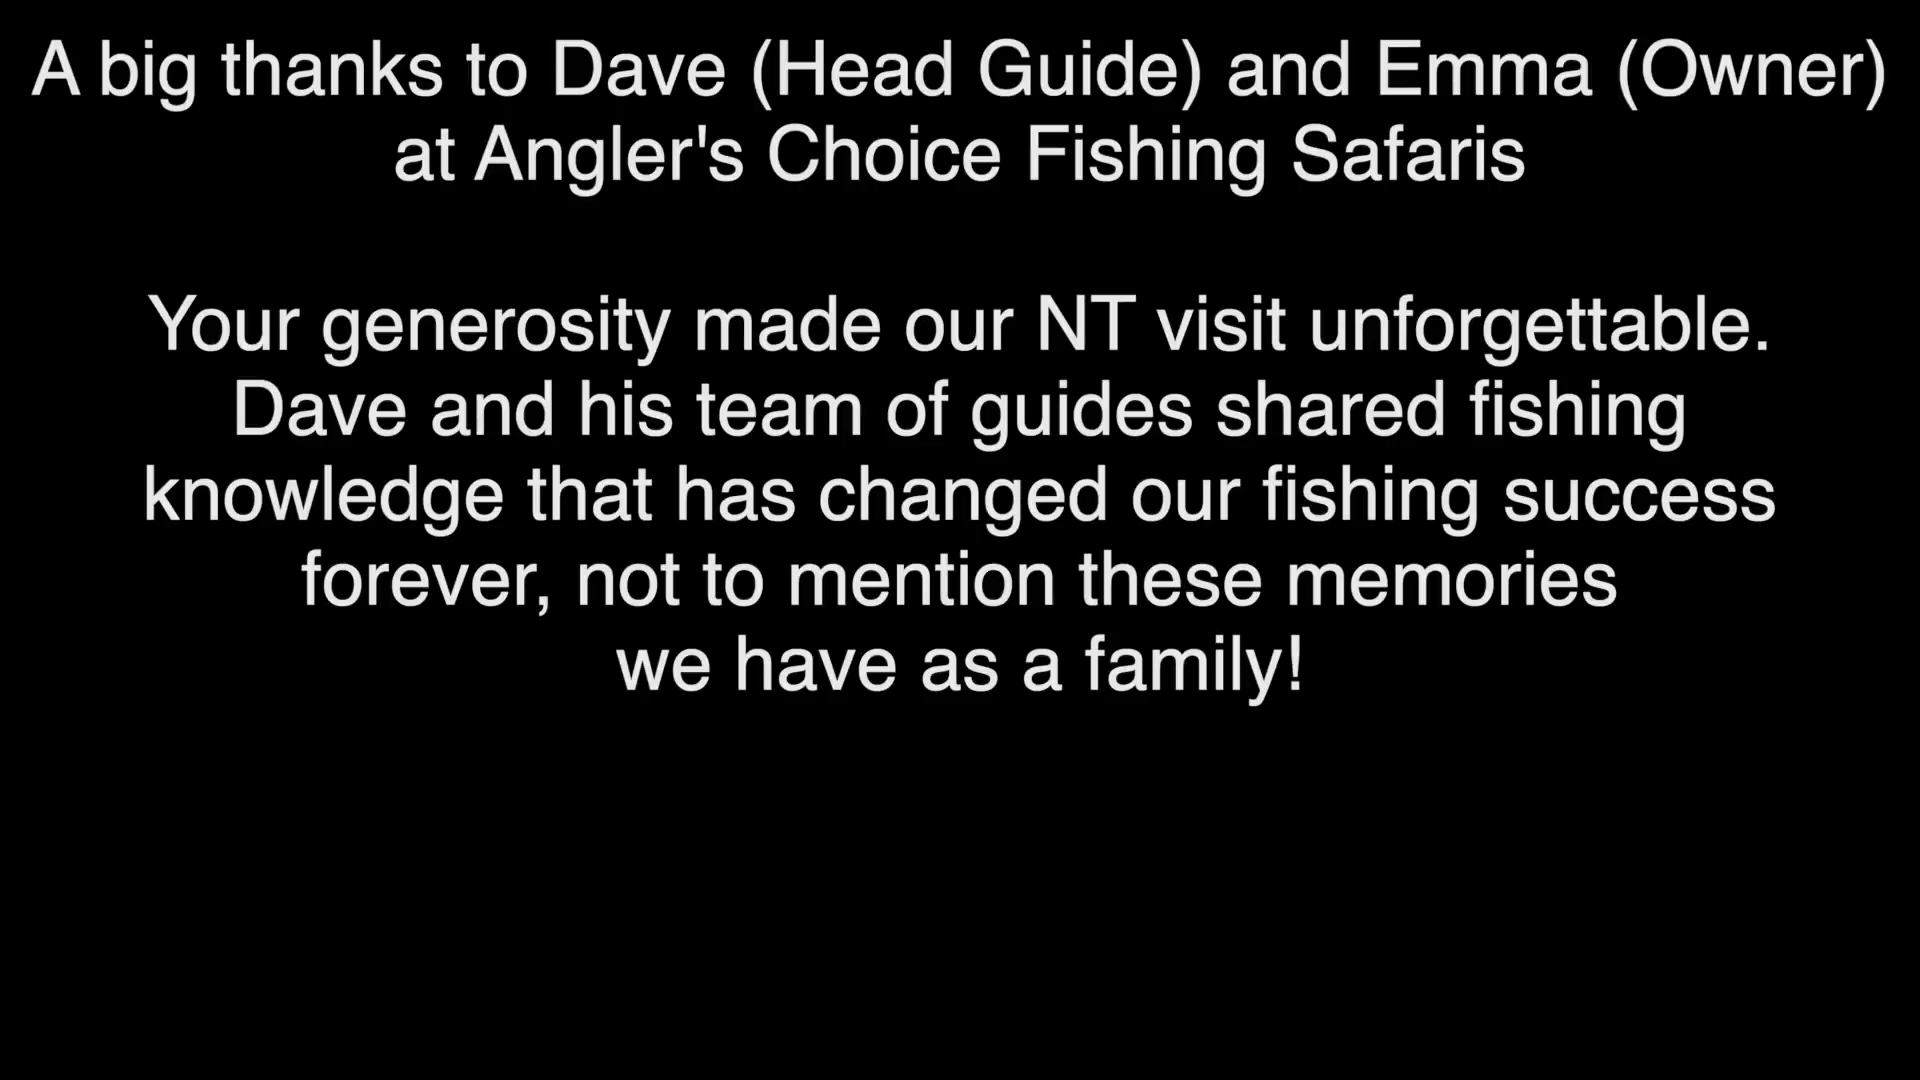 A big thanks to Dave (Head Guide) and Emma (Owner)
at Angler's Choice Fishing Safaris
Your generosity made our NT visit unforgettable.
Dave and his team of guides shared fishing
knowledge that has changed our fishing success
forever, not to mention these memories
we have as a family!